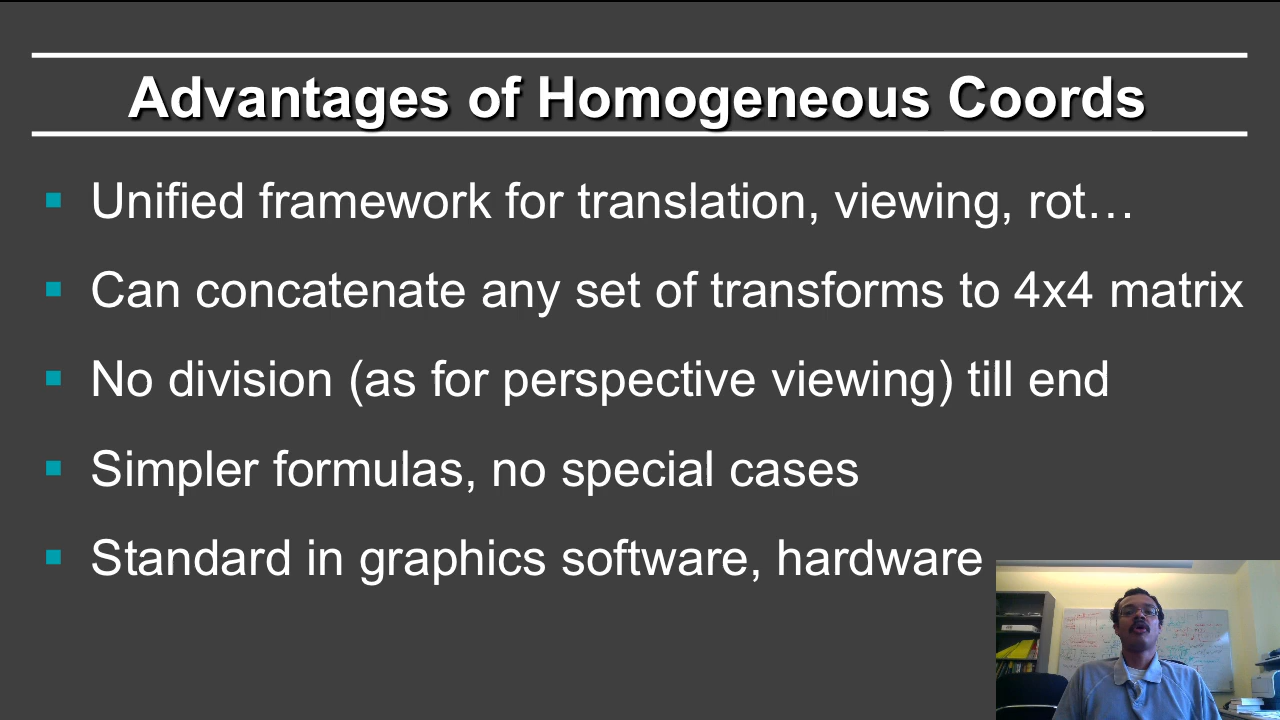 Advantages of Homogeneous Coords
Unified framework for translation, viewing, rot…
Can concatenate any set of transforms to 4x4 matrix
No division (as for perspective viewing) till end
Simpler formulas, no special cases
Standard in graphics software, hardware